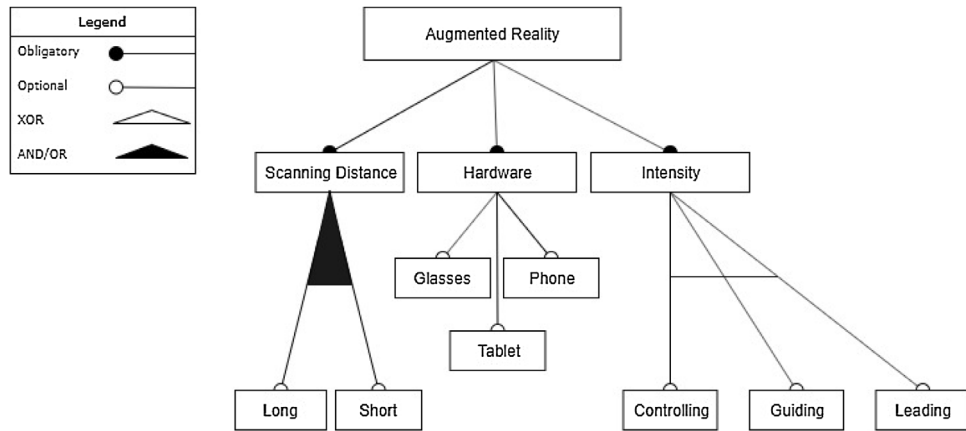 Legend
Obligatory
Optional
XOR
AND/OR
Augmented Reality
Scanning Distance
Hardware
Intensity
Glasses
Phone
Tablet
Long
Short
Controlling
Guiding
Leading